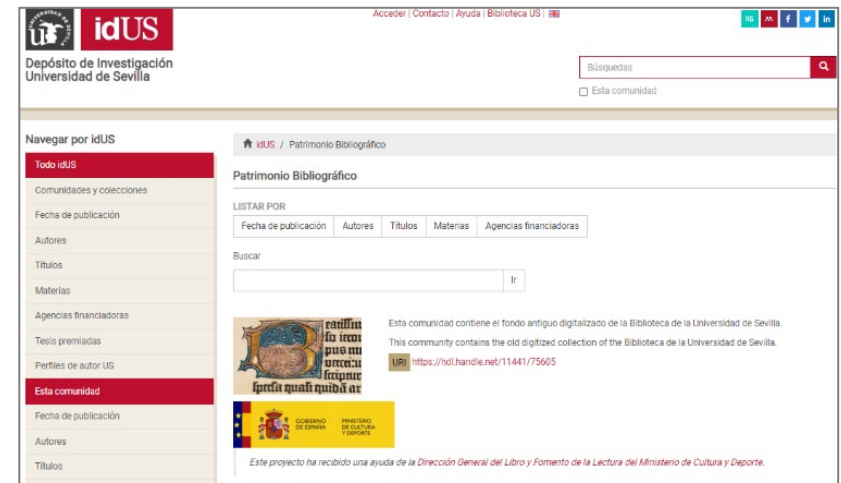 Acceder | Contacto | Ayuda | Biblioteca US |
idUS
Depósito de Investigación
Universidad de Sevilla
in
Búsquedas
Esta comunidad
Navegar por idUS
Todo idUS
Comunidades y colecciones
Fecha de publicación
Autores
Títulos
Materias
Agencias financiadoras
Tesis premiadas
Perfiles de autor US
Esta comunidad
Fecha de publicación
Autores
Títulos
idUS / Patrimonio Bibliográfico
Patrimonio Bibliográfico
LISTAR POR
Fecha de publicación Autores Títulos Materias Agencias financiadoras
Buscar
Ir
Esta comunidad contiene el fondo antiguo digitalizado de la Biblioteca de la Universidad de Sevilla.
This community contains the old digitized collection of the Biblioteca de la Universidad de Sevilla.
URI https://hdl.handle.net/11441/75605
GOBIERNO DE ESPAÑA
MINISTERIO DE CULTURA Y DEPORTE
Este proyecto ha recibido una ayuda de la Dirección General del Libro y Fomento de la Lectura del Ministerio de Cultura y Deporte.